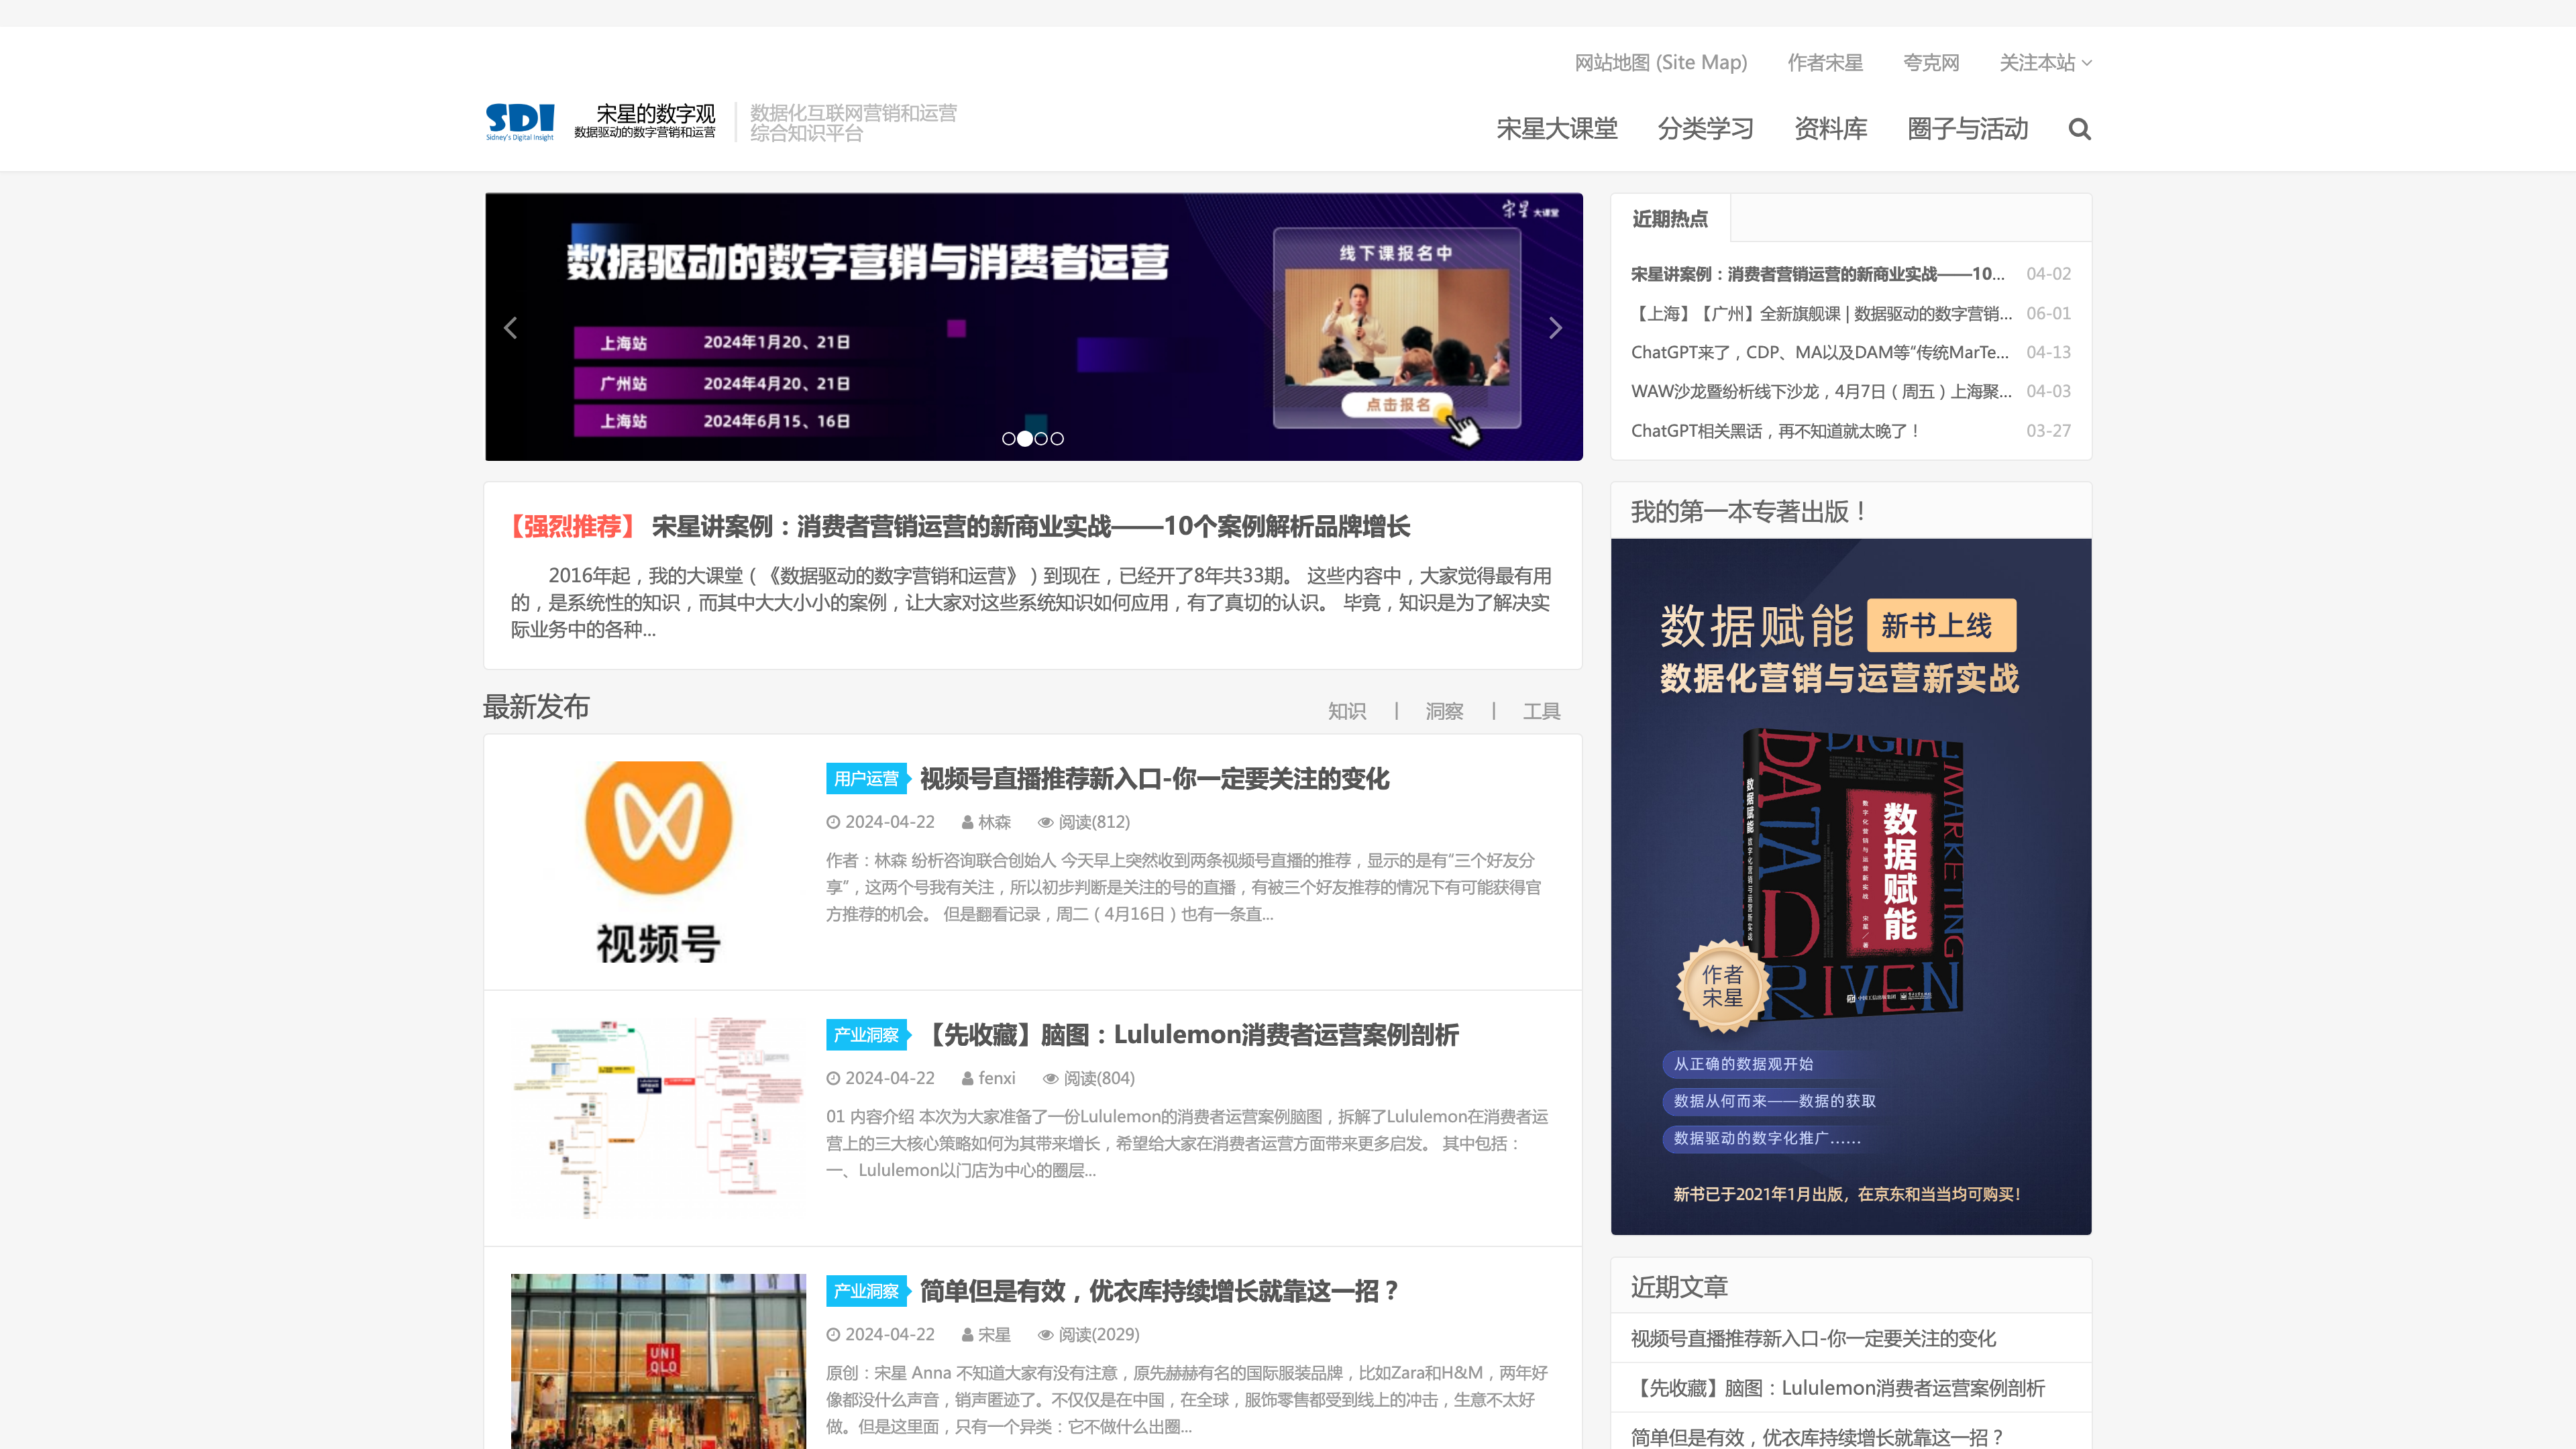 网站地图 (Site Map) 作者宋星 夸克网 关注本站
SDI
Sidney's Digital Insight
宋星的数字观
数据驱动的数字营销和运营
数据化互联网营销和运营
综合知识平台
宋星大课堂 分类学习 资料库 圈子与活动
宋星 大课堂
数据驱动的数字营销与消费者运营
上海站 2024年1月20、21日
广州站 2024年4月20、21日
上海站 2024年6月15、16日
线下课报名中
点击报名
近期热点
宋星讲案例：消费者营销运营的新商业实战——10... 04-02
【上海】【广州】全新旗舰课 | 数据驱动的数字营销... 06-01
ChatGPT来了，CDP、MA以及DAM等“传统MarTe... 04-13
WAW沙龙暨纷析线下沙龙，4月7日（周五）上海聚... 04-03
ChatGPT相关黑话，再不知道就太晚了！ 03-27
【强烈推荐】 宋星讲案例：消费者营销运营的新商业实战——10个案例解析品牌增长
2016年起，我的大课堂（《数据驱动的数字营销和运营》）到现在，已经开了8年共33期。 这些内容中，大家觉得最有用
的，是系统性的知识，而其中大大小小的案例，让大家对这些系统知识如何应用，有了真切的认识。 毕竟，知识是为了解决实
际业务中的各种...
最新发布
知识 | 洞察 | 工具
视频号
用户运营 视频号直播推荐新入口-你一定要关注的变化
2024-04-22 林森 阅读(812)
作者：林森 纷析咨询联合创始人 今天早上突然收到两条视频号直播的推荐，显示的是有“三个好友分
享”，这两个号我有关注，所以初步判断是关注的号的直播，有被三个好友推荐的情况下有可能获得官
方推荐的机会。 但是翻看记录，周二（4月16日）也有一条直...
产业洞察 【先收藏】脑图：Lululemon消费者运营案例剖析
2024-04-22 fenxi 阅读(804)
01 内容介绍 本次为大家准备了一份Lululemon的消费者运营案例脑图，拆解了Lululemon在消费者运
营上的三大核心策略如何为其带来增长，希望给大家在消费者运营方面带来更多启发。 其中包括：
一、Lululemon以门店为中心的圈层...
UNI
QLO
产业洞察 简单但是有效，优衣库持续增长就靠这一招？
2024-04-22 宋星 阅读(2029)
原创：宋星 Anna 不知道大家有没有注意，原先赫赫有名的国际服装品牌，比如Zara和H&M，两年好
像都没什么声音，销声匿迹了。不仅仅是在中国，在全球，服饰零售都受到线上的冲击，生意不太好
做。但是这里面，只有一个异类：它不做什么出圈...
我的第一本专著出版！
数据赋能 新书上线
数据化营销与运营新实战
DIGITAL
MARKETING
DATA
DRIVEN
数据赋能
数字化营销与运营新实战
宋星／著
作者
宋星
从正确的数据观开始
数据从何而来——数据的获取
数据驱动的数字化推广……
新书已于2021年1月出版，在京东和当当均可购买！
近期文章
视频号直播推荐新入口-你一定要关注的变化
【先收藏】脑图：Lululemon消费者运营案例剖析
简单但是有效，优衣库持续增长就靠这一招？